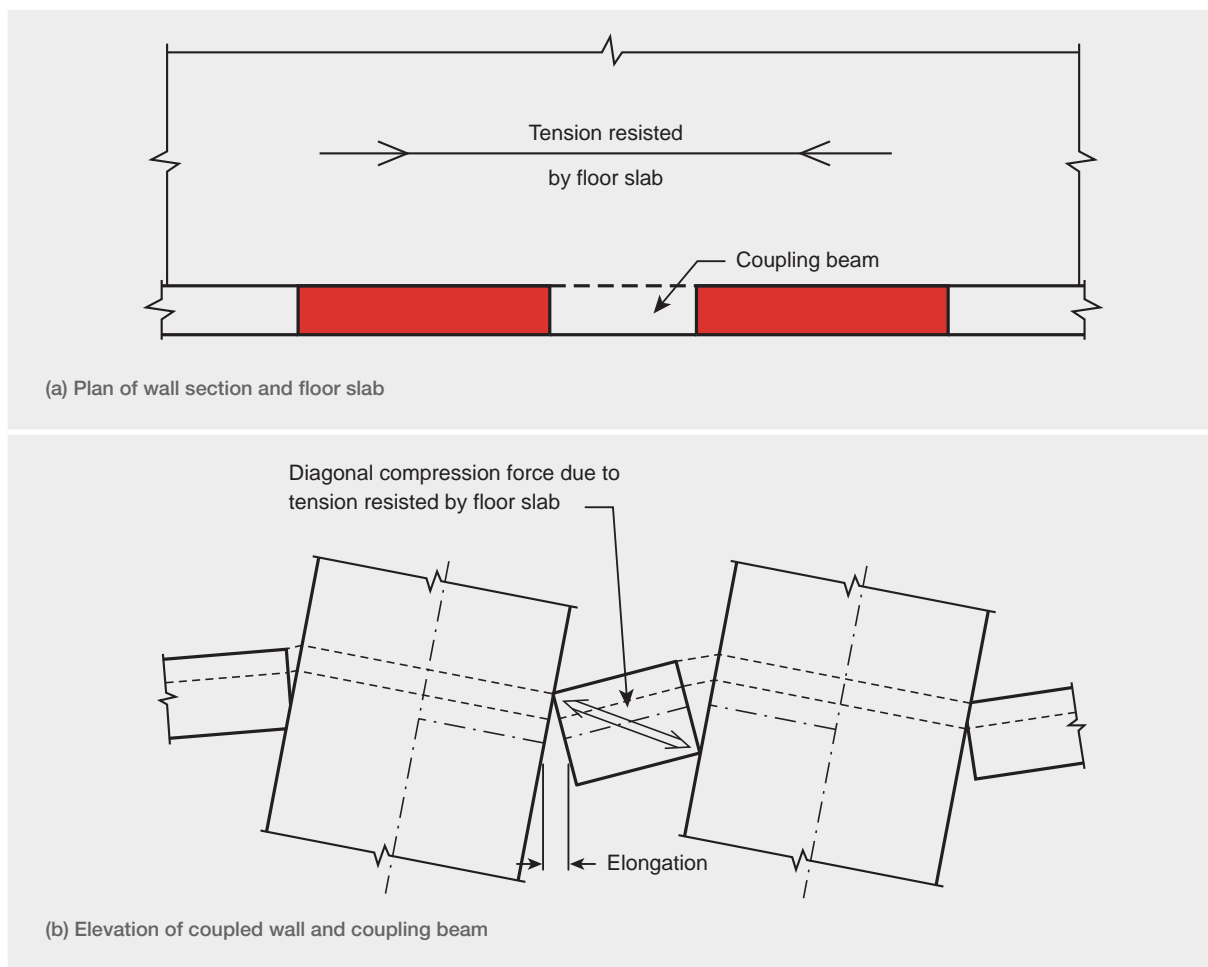 Tension resisted
by floor slab
Coupling beam
(a) Plan of wall section and floor slab
Diagonal compression force due to
tension resisted by floor slab
Elongation
(b) Elevation of coupled wall and coupling beam